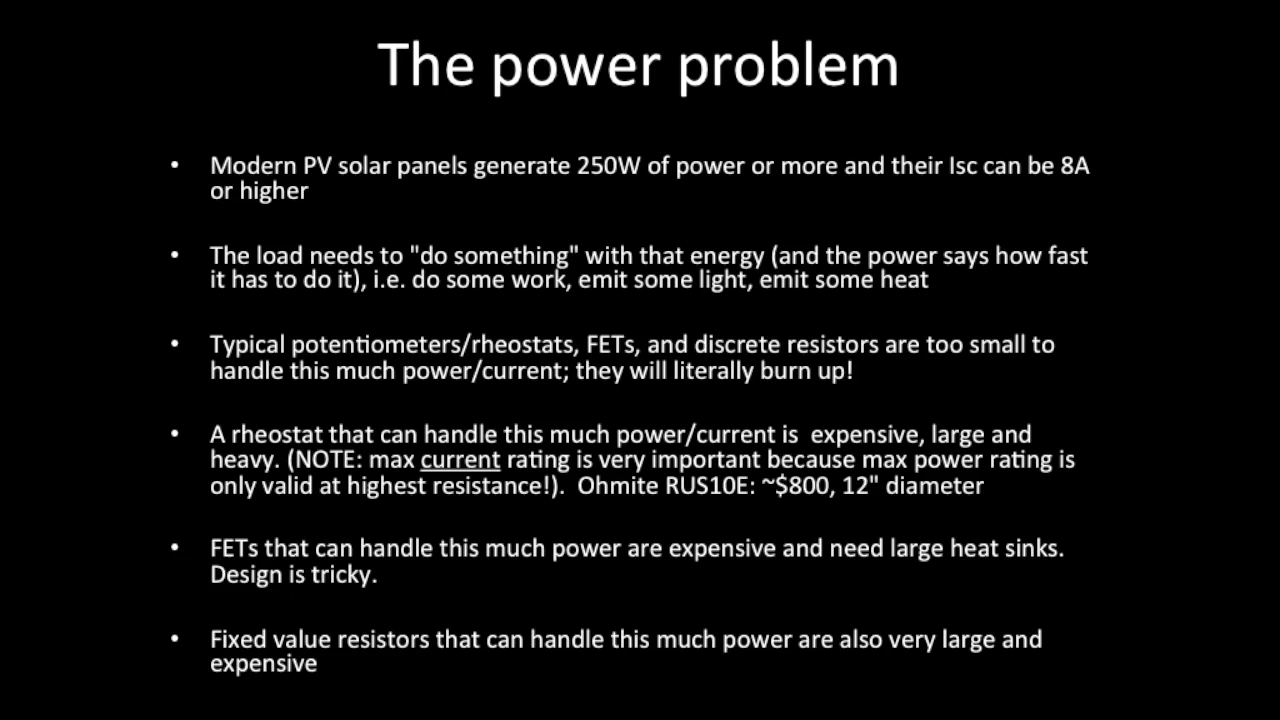 The power problem
• Modern PV solar panels generate 250W of power or more and their Isc can be 8A
or higher
• The load needs to "do something" with that energy (and the power says how fast
it has to do it), i.e. do some work, emit some light, emit some heat
• Typical potentiometers/rheostats, FETs, and discrete resistors are too small to
handle this much power/current; they will literally burn up!
• A rheostat that can handle this much power/current is  expensive, large and
heavy. (NOTE: max current rating is very important because max power rating is
only valid at highest resistance!).  Ohmite RUS10E: ~$800, 12" diameter
• FETs that can handle this much power are expensive and need large heat sinks.
Design is tricky.
• Fixed value resistors that can handle this much power are also very large and
expensive